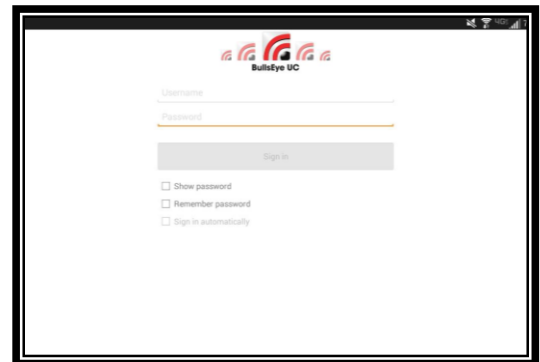 BullsEye UC
Username
Password
Sign in
Show password
Remember password
Sign in automatically